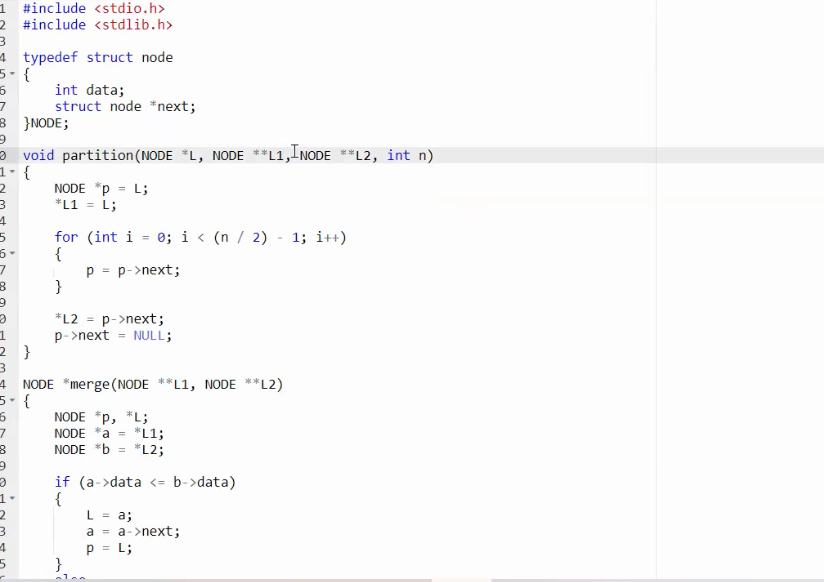 1 #include <stdio.h>
2 #include <stdlib.h>
3
4 typedef struct node
5 {
6     int data;
7     struct node *next;
8 }NODE;
9
0 void partition(NODE *L, NODE **L1, NODE **L2, int n)
1 {
2     NODE *p = L;
3     *L1 = L;
4
5     for (int i = 0; i < (n / 2) - 1; i++)
6     {
7         p = p->next;
8     }
9
0     *L2 = p->next;
1     p->next = NULL;
2 }
3
4 NODE *merge(NODE **L1, NODE **L2)
5 {
6     NODE *p, *L;
7     NODE *a = *L1;
8     NODE *b = *L2;
9
0     if (a->data <= b->data)
1     {
2         L = a;
3         a = a->next;
4         p = L;
5     }
6     else